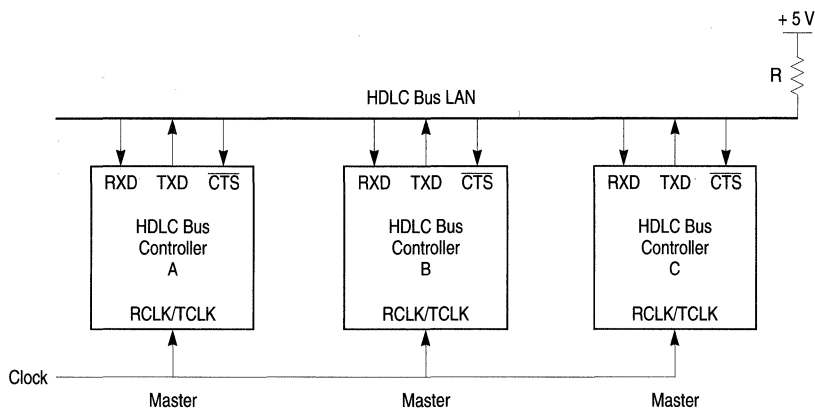 + 5 V
R
HDLC Bus LAN
RXD TXD CTS
RXD TXD CTS
RXD TXD CTS
HDLC Bus
Controller
A
HDLC Bus
Controller
B
HDLC Bus
Controller
C
RCLK/TCLK
RCLK/TCLK
RCLK/TCLK
Clock
Master
Master
Master